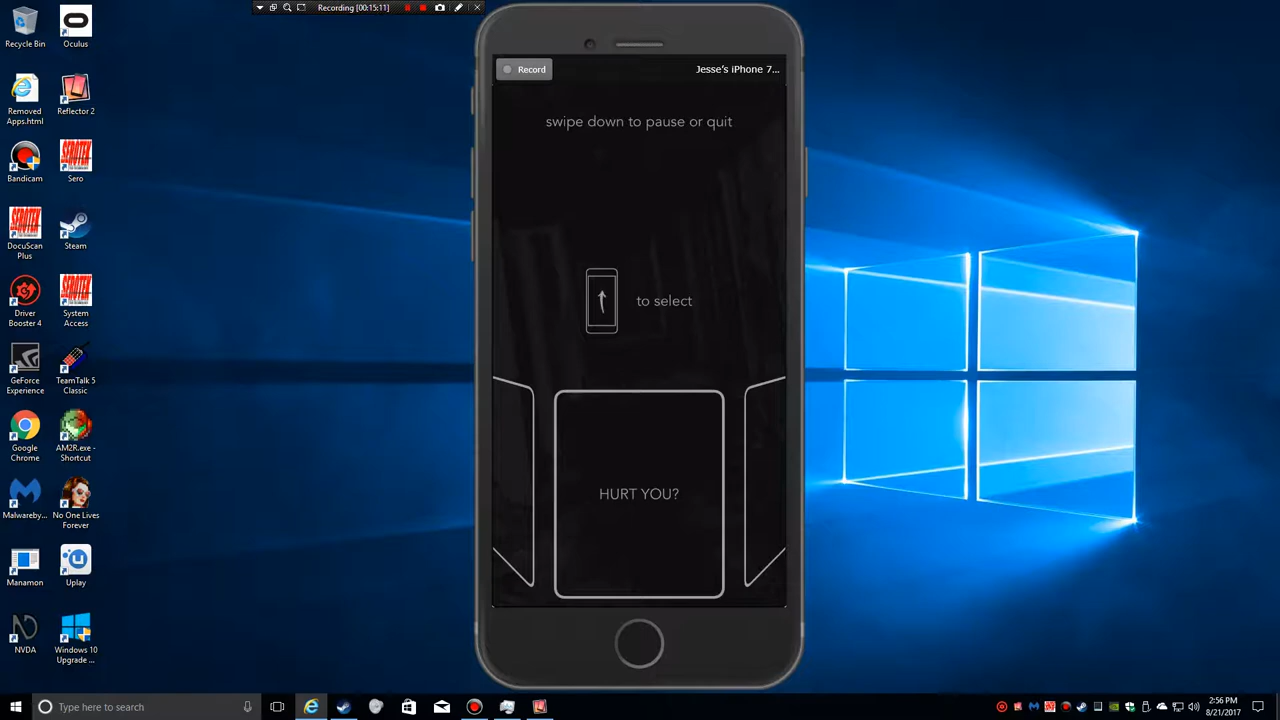 Recording [00:15:11]
Recycle Bin
Oculus
Removed Apps.html
Reflector 2
Bandicam
SEROTEK
Sero
SEROTEK
DocuScan Plus
Steam
Driver Booster 4
SEROTEK
System Access
GeForce Experience
TeamTalk 5 Classic
Google Chrome
AM2R.exe - Shortcut
Malwareby...
No One Lives Forever
Manamon
Uplay
NVDA
Windows 10 Upgrade ...
Record
Jesse's iPhone 7...
swipe down to pause or quit
to select
HURT YOU?
Type here to search
2:56 PM
8/21/2017